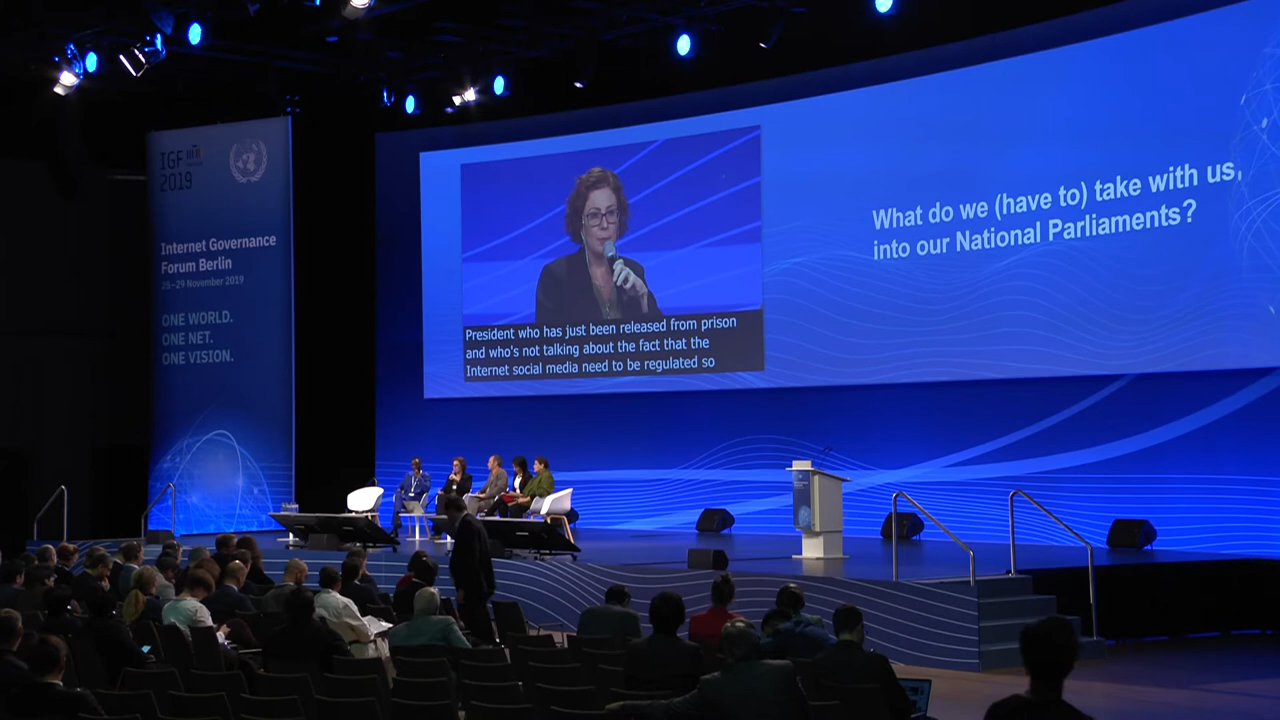 IGF
2019
Internet Governance
Forum Berlin
25–29 November 2019
ONE WORLD.
ONE NET.
ONE VISION.
President who has just been released from prison
and who's not talking about the fact that the
Internet social media need to be regulated so
What do we (have to) take with us,
into our National Parliaments?